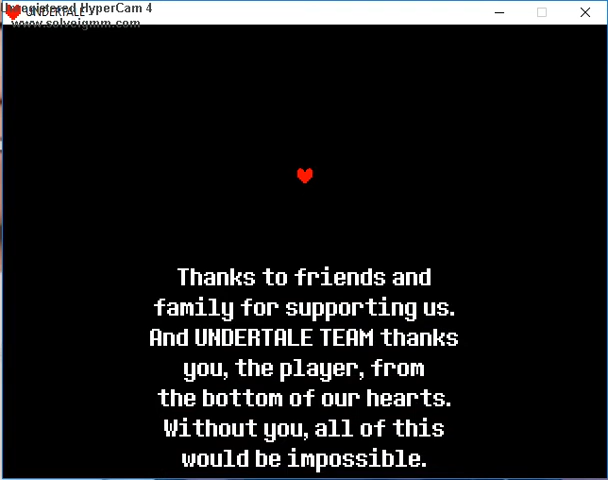 Unregistered HyperCam 4
UNDERTALE
www.solveigmm.com
Thanks to friends and
family for supporting us.
And UNDERTALE TEAM thanks
you, the player, from
the bottom of our hearts.
Without you, all of this
would be impossible.